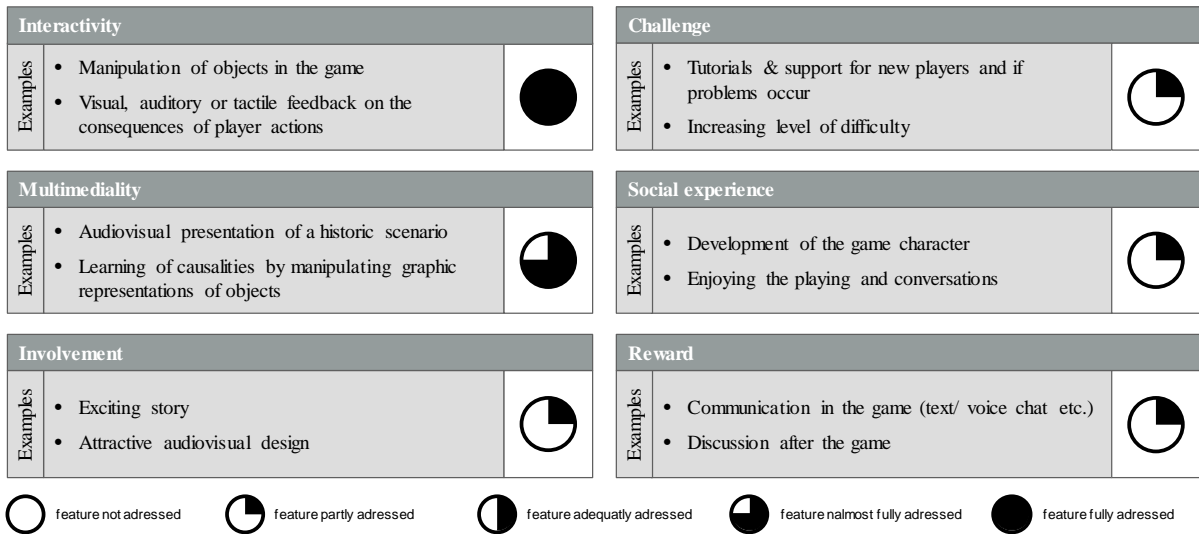 Interactivity
Examples
• Manipulation of objects in the game
• Visual, auditory or tactile feedback on the
consequences of player actions
Challenge
Examples
• Tutorials & support for new players and if
problems occur
• Increasing level of difficulty
Multimediality
Examples
• Audiovisual presentation of a historic scenario
• Learning of causalities by manipulating graphic
representations of objects
Social experience
Examples
• Development of the game character
• Enjoying the playing and conversations
Involvement
Examples
• Exciting story
• Attractive audiovisual design
Reward
Examples
• Communication in the game (text/ voice chat etc.)
• Discussion after the game
feature not adressed
feature partly adressed
feature adequatly adressed
feature nalmost fully adressed
feature fully adressed